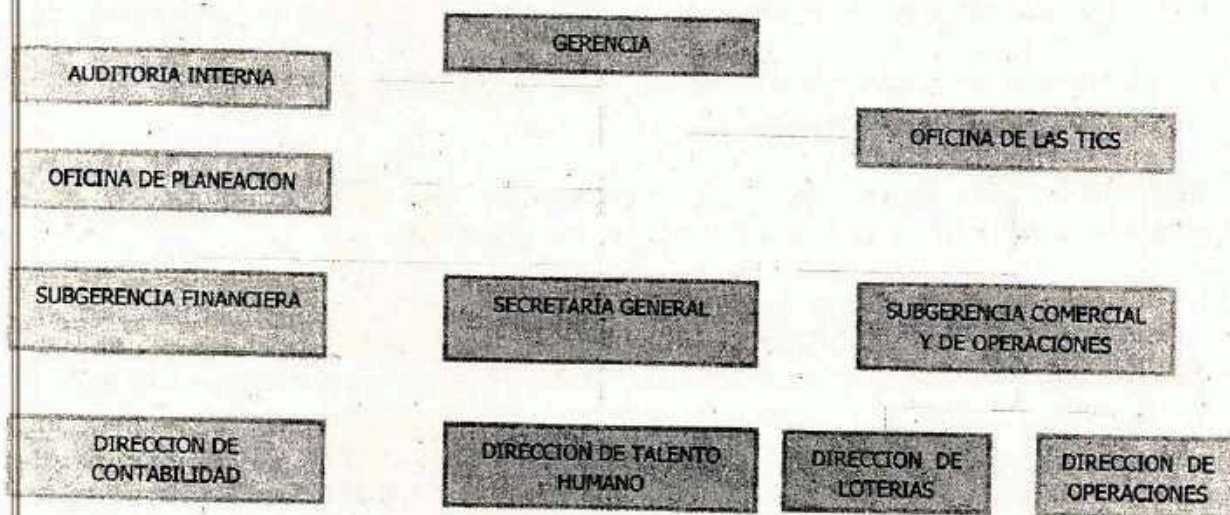 GERENCIA
AUDITORIA INTERNA
OFICINA DE LAS TICS
OFICINA DE PLANEACION
SUBGERENCIA FINANCIERA
SECRETARÍA GENERAL
SUBGERENCIA COMERCIAL
Y DE OPERACIONES
DIRECCION DE
CONTABILIDAD
DIRECCION DE TALENTO
HUMANO
DIRECCION DE
LOTERIAS
DIRECCION DE
OPERACIONES